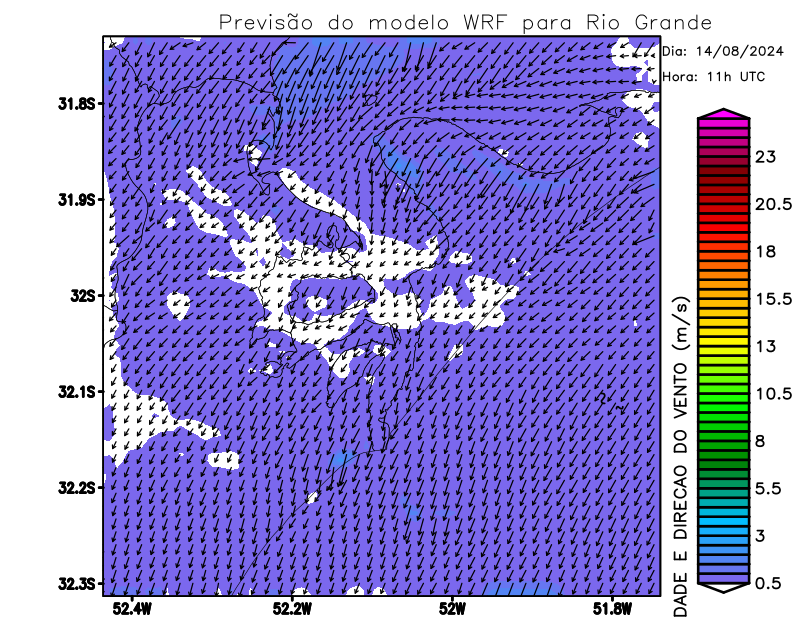 Previsão do modelo WRF para Rio Grande
Dia: 14/08/2024
Hora: 11h UTC
31.8S
31.9S
32S
32.1S
32.2S
32.3S
52.4W
52.2W
52W
51.8W
23
20.5
18
15.5
13
10.5
8
5.5
3
0.5
DADE E DIRECAO DO VENTO (m/s)